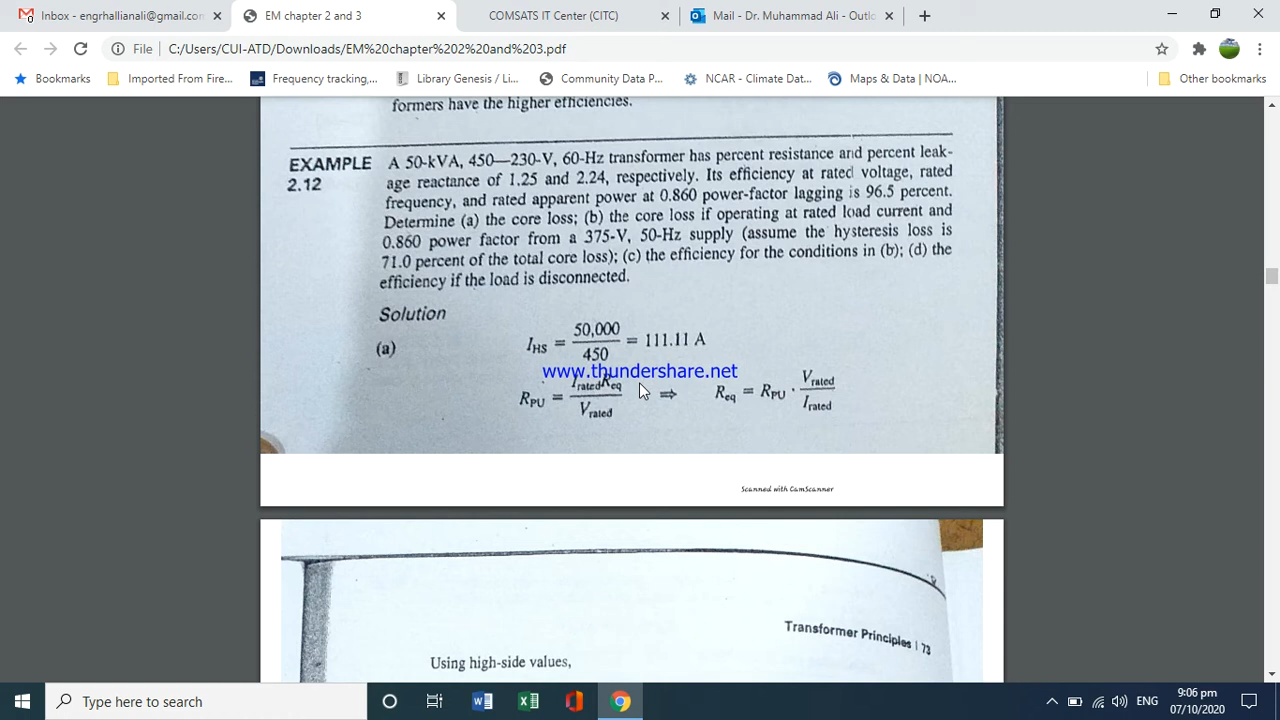 Inbox - engrhallianali@gmail.com
EM chapter 2 and 3
COMSATS IT Center (CITC)
Mail - Dr. Muhammad Ali - Outlo
File
C:/Users/CUI-ATD/Downloads/EM%20chapter%202%20and%203.pdf
Bookmarks
Imported From Fire...
Frequency tracking,...
Library Genesis / Li...
Community Data P...
NCAR - Climate Dat...
Maps & Data | NOA...
Other bookmarks
formers have the higher efficiencies.
EXAMPLE 2.12
A 50-kVA, 450—230-V, 60-Hz transformer has percent resistance and percent leak-
age reactance of 1.25 and 2.24, respectively. Its efficiency at rated voltage, rated
frequency, and rated apparent power at 0.860 power-factor lagging is 96.5 percent.
Determine (a) the core loss; (b) the core loss if operating at rated load current and
0.860 power factor from a 375-V, 50-Hz supply (assume the hysteresis loss is
71.0 percent of the total core loss); (c) the efficiency for the conditions in (b); (d) the
efficiency if the load is disconnected.
Solution
(a)
I_HS = 50,000 / 450 = 111.11 A
www.thundershare.net
R_PU = I_rated R_eq / V_rated ⇒ R_eq = R_PU · V_rated / I_rated
Scanned with CamScanner
Transformer Principles | 73
Using high-side values,
Type here to search
ENG
9:06 pm
07/10/2020